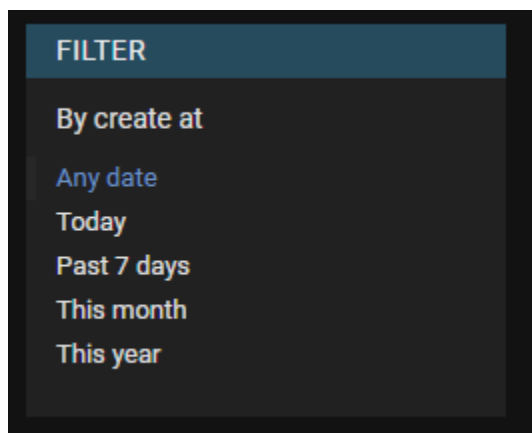 FILTER
By create at
Any date
Today
Past 7 days
This month
This year